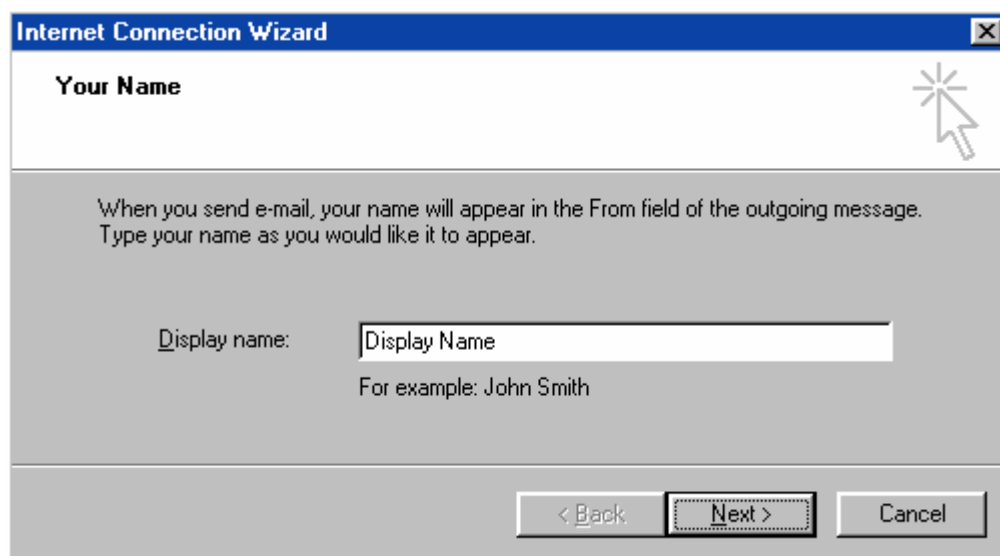 Internet Connection Wizard
Your Name
When you send e-mail, your name will appear in the From field of the outgoing message.
Type your name as you would like it to appear.
Display name: Display Name
For example: John Smith
< Back Next > Cancel